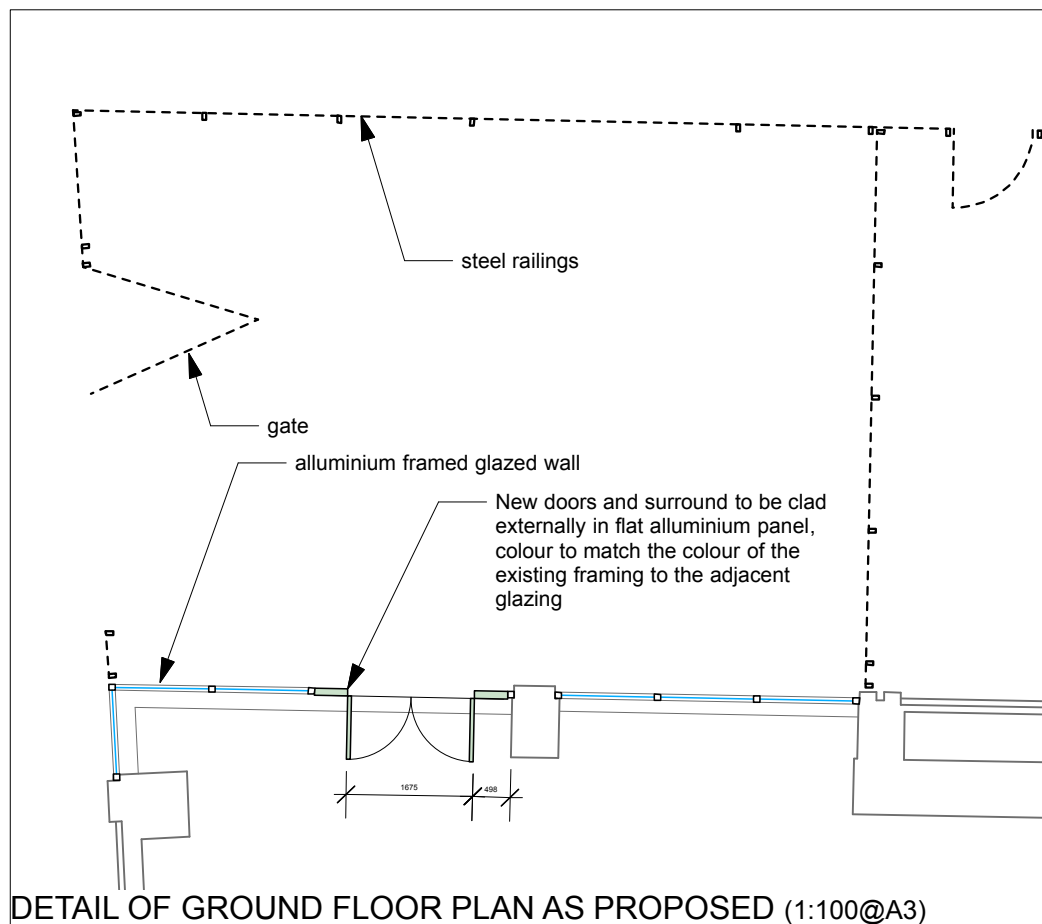 steel railings
gate
alluminium framed glazed wall
New doors and surround to be clad
externally in flat alluminium panel,
colour to match the colour of the
existing framing to the adjacent
glazing
1675
498
DETAIL OF GROUND FLOOR PLAN AS PROPOSED (1:100@A3)